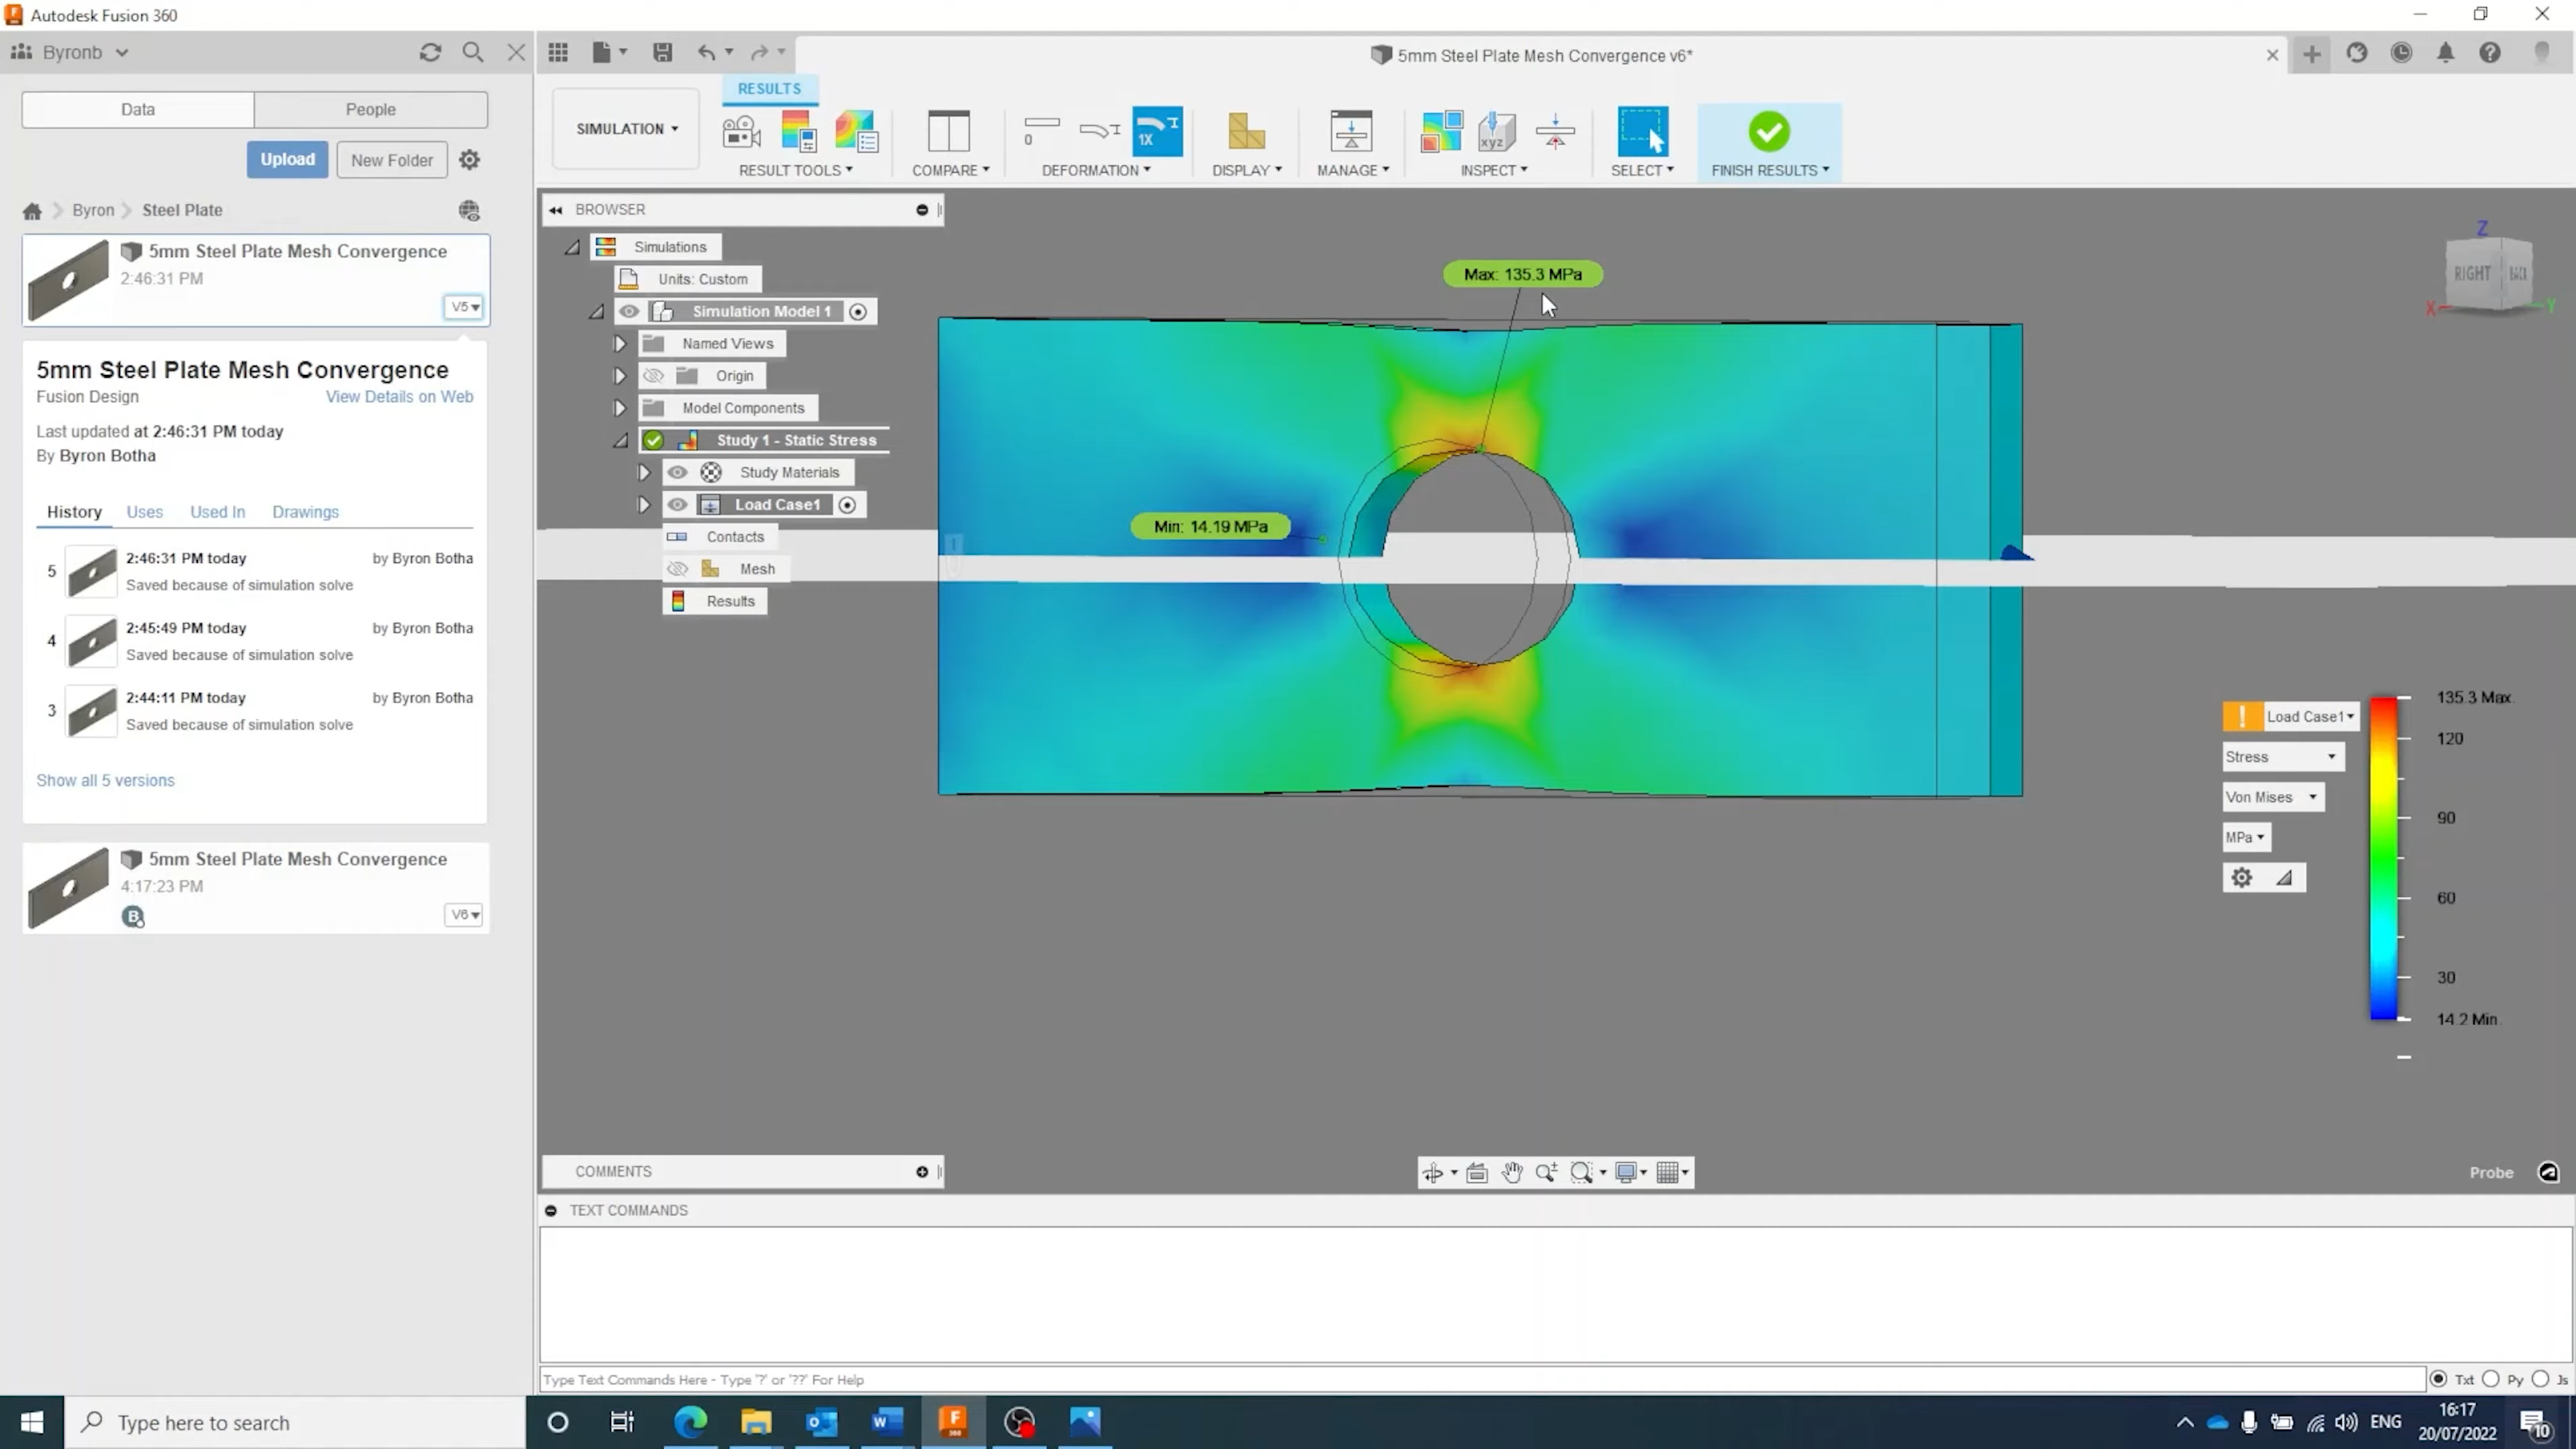 Autodesk Fusion 360
Byronb
5mm Steel Plate Mesh Convergence v6*
Data
People
Upload
New Folder
Byron
Steel Plate
5mm Steel Plate Mesh Convergence
2:46:31 PM
V5
5mm Steel Plate Mesh Convergence
Fusion Design
View Details on Web
Last updated at 2:46:31 PM today
By Byron Botha
History
Uses
Used In
Drawings
5
2:46:31 PM today
by Byron Botha
Saved because of simulation solve
4
2:45:49 PM today
by Byron Botha
Saved because of simulation solve
3
2:44:11 PM today
by Byron Botha
Saved because of simulation solve
Show all 5 versions
5mm Steel Plate Mesh Convergence
4:17:23 PM
B
V6
SIMULATION
RESULTS
0
1X
xyz
RESULT TOOLS
COMPARE
DEFORMATION
DISPLAY
MANAGE
INSPECT
SELECT
FINISH RESULTS
BROWSER
Simulations
Units: Custom
Simulation Model 1
Named Views
Origin
Model Components
Study 1 - Static Stress
Study Materials
Load Case1
Contacts
Mesh
Results
Max: 135.3 MPa
Min: 14.19 MPa
Z
RIGHT
BACK
X
Y
Load Case1
Stress
Von Mises
MPa
135.3 Max.
120
90
60
30
14.2 Min.
COMMENTS
Probe
TEXT COMMANDS
Type Text Commands Here - Type '?' or '??' For Help
Txt
Py
Js
Type here to search
F
360
ENG
16:17
20/07/2022
10